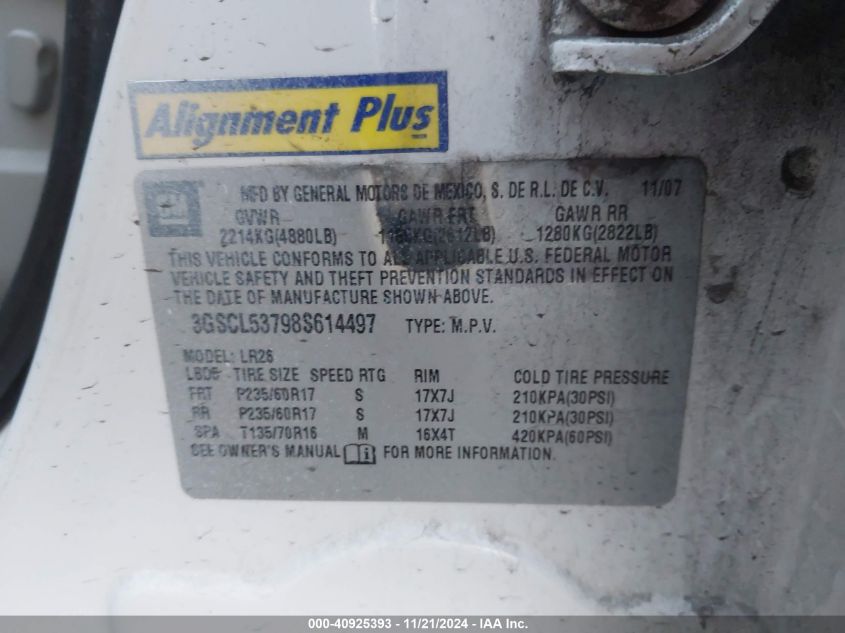 Alignment Plus
GM
MFD BY GENERAL MOTORS DE MEXICO, S. DE R.L. DE C.V. 11/07
GVWR GAWR FRT GAWR RR
2214KG(4880LB) 1185KG(2612LB) 1280KG(2822LB)
THIS VEHICLE CONFORMS TO ALL APPLICABLE U.S. FEDERAL MOTOR
VEHICLE SAFETY AND THEFT PREVENTION STANDARDS IN EFFECT ON
THE DATE OF MANUFACTURE SHOWN ABOVE.
3GSCL53798S614497 TYPE: M.P.V.
MODEL: LR26
TIRE SIZE SPEED RTG RIM COLD TIRE PRESSURE
FRT P235/60R17 S 17X7J 210KPA(30PSI)
RR P235/60R17 S 17X7J 210KPA(30PSI)
SPA T135/70R16 M 16X4T 420KPA(60PSI)
SEE OWNER'S MANUAL i FOR MORE INFORMATION.
000-40925393 - 11/21/2024 - IAA Inc.